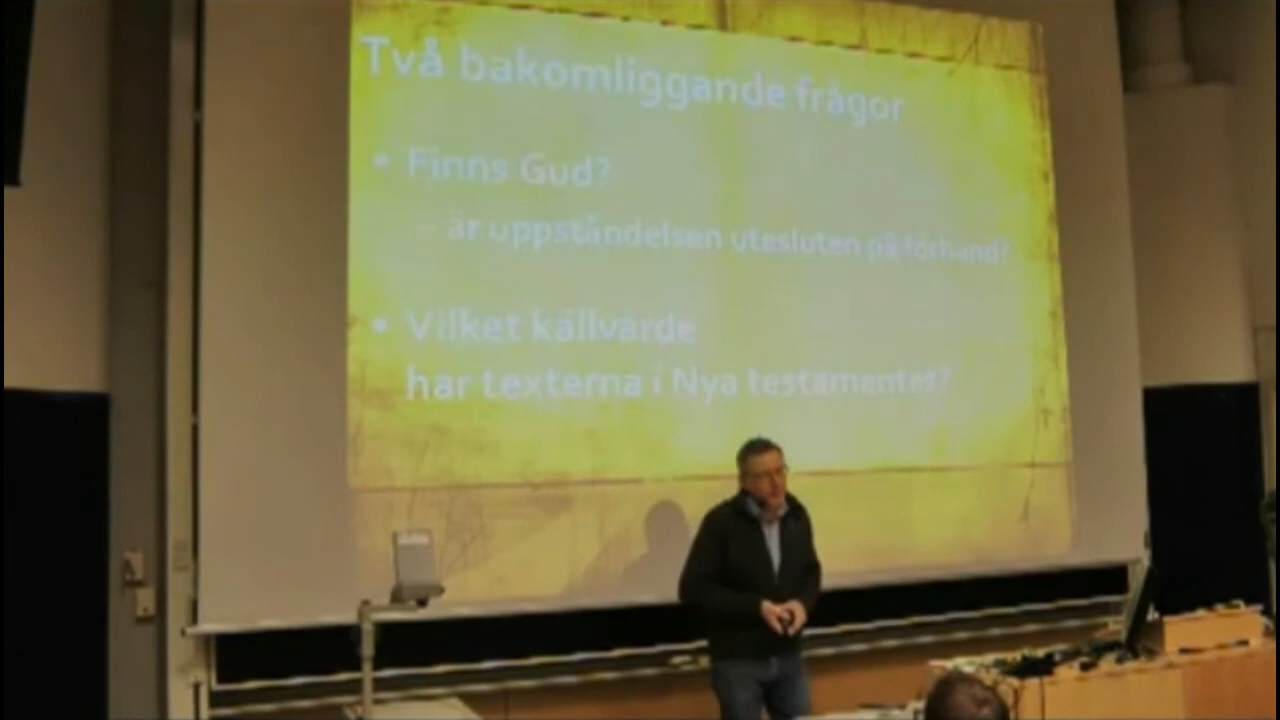 Två bakomliggande frågor
• Finns Gud?
– är uppståndelsen utesluten på förhand?
• Vilket källvärde
har texterna i Nya testamentet?